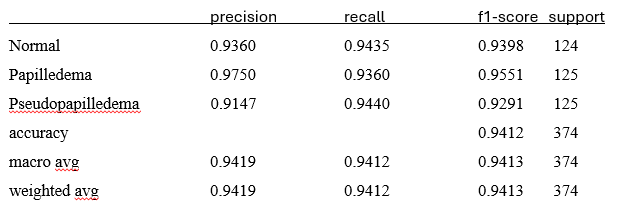 precision recall f1-score support
Normal 0.9360 0.9435 0.9398 124
Papilledema 0.9750 0.9360 0.9551 125
Pseudopapilledema 0.9147 0.9440 0.9291 125
accuracy 0.9412 374
macro avg 0.9419 0.9412 0.9413 374
weighted avg 0.9419 0.9412 0.9413 374